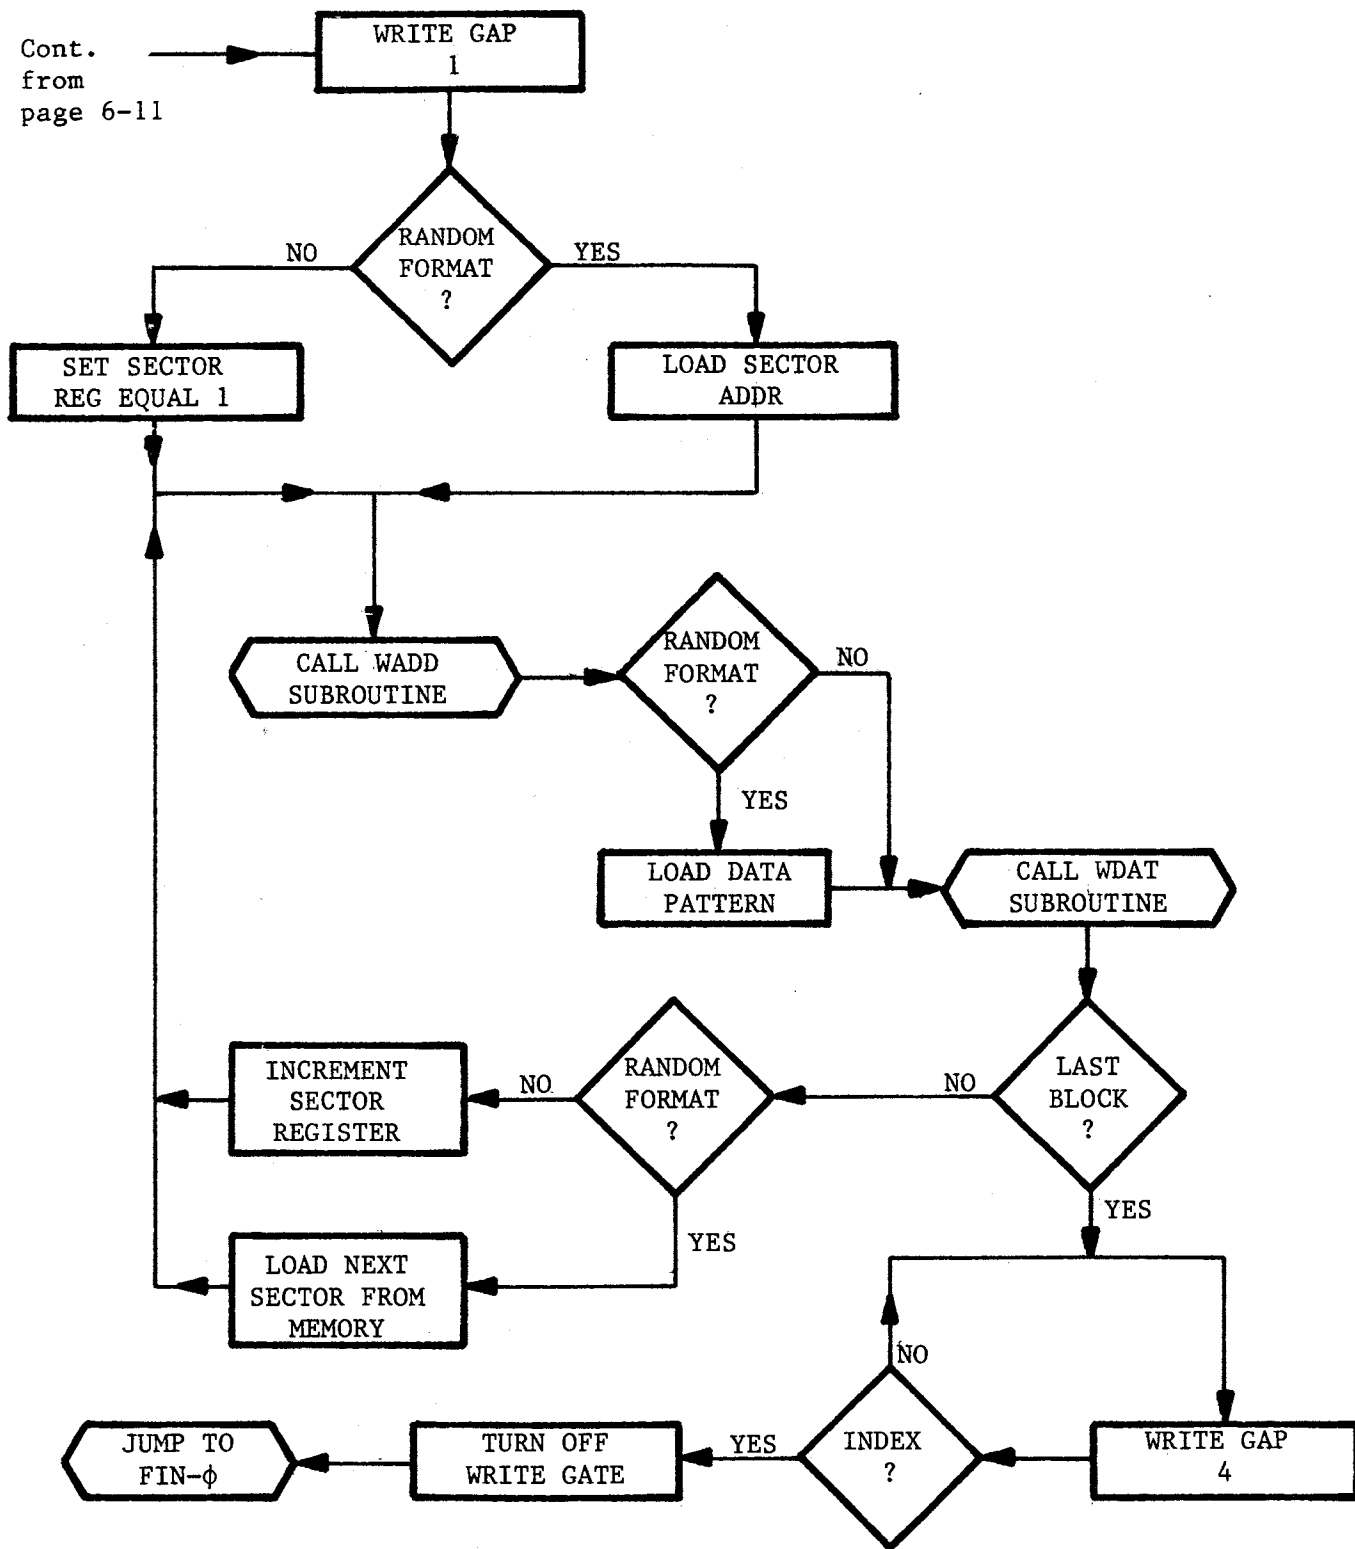 Cont.
from
page 6-11
WRITE GAP
1
RANDOM
FORMAT
?
NO
YES
SET SECTOR
REG EQUAL 1
LOAD SECTOR
ADDR
CALL WADD
SUBROUTINE
RANDOM
FORMAT
?
NO
YES
LOAD DATA
PATTERN
CALL WDAT
SUBROUTINE
LAST
BLOCK
?
NO
YES
RANDOM
FORMAT
?
NO
YES
INCREMENT
SECTOR
REGISTER
LOAD NEXT
SECTOR FROM
MEMORY
WRITE GAP
4
INDEX
?
NO
YES
TURN OFF
WRITE GATE
JUMP TO
FIN-ϕ